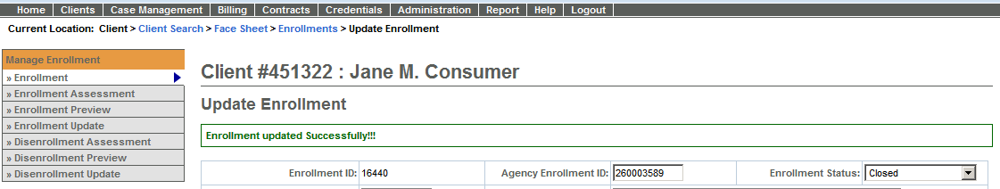 Home Clients Case Management Billing Contracts Credentials Administration Report Help Logout
Current Location: Client > Client Search > Face Sheet > Enrollments > Update Enrollment
Manage Enrollment
» Enrollment
» Enrollment Assessment
» Enrollment Preview
» Enrollment Update
» Disenrollment Assessment
» Disenrollment Preview
» Disenrollment Update
Client #451322 : Jane M. Consumer
Update Enrollment
Enrollment updated Successfully!!!
Enrollment ID: 16440 Agency Enrollment ID: 260003589 Enrollment Status: Closed